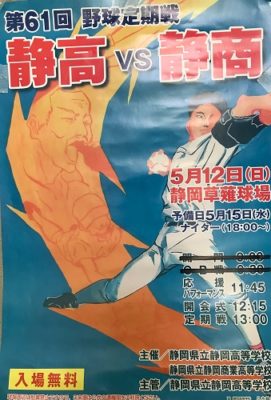 第61回 野球定期戦
静高 VS 静商
5月12日(日)
静岡草薙球場
予備日5月15日(水)
ナイター(18:00~)
応援
パフォーマンス 11:45
開会式 12:15
定期戦 13:00
主催/静岡県立静岡高等学校
静岡県立静岡商業高等学校
主管/静岡県立静岡高等学校
入場無料